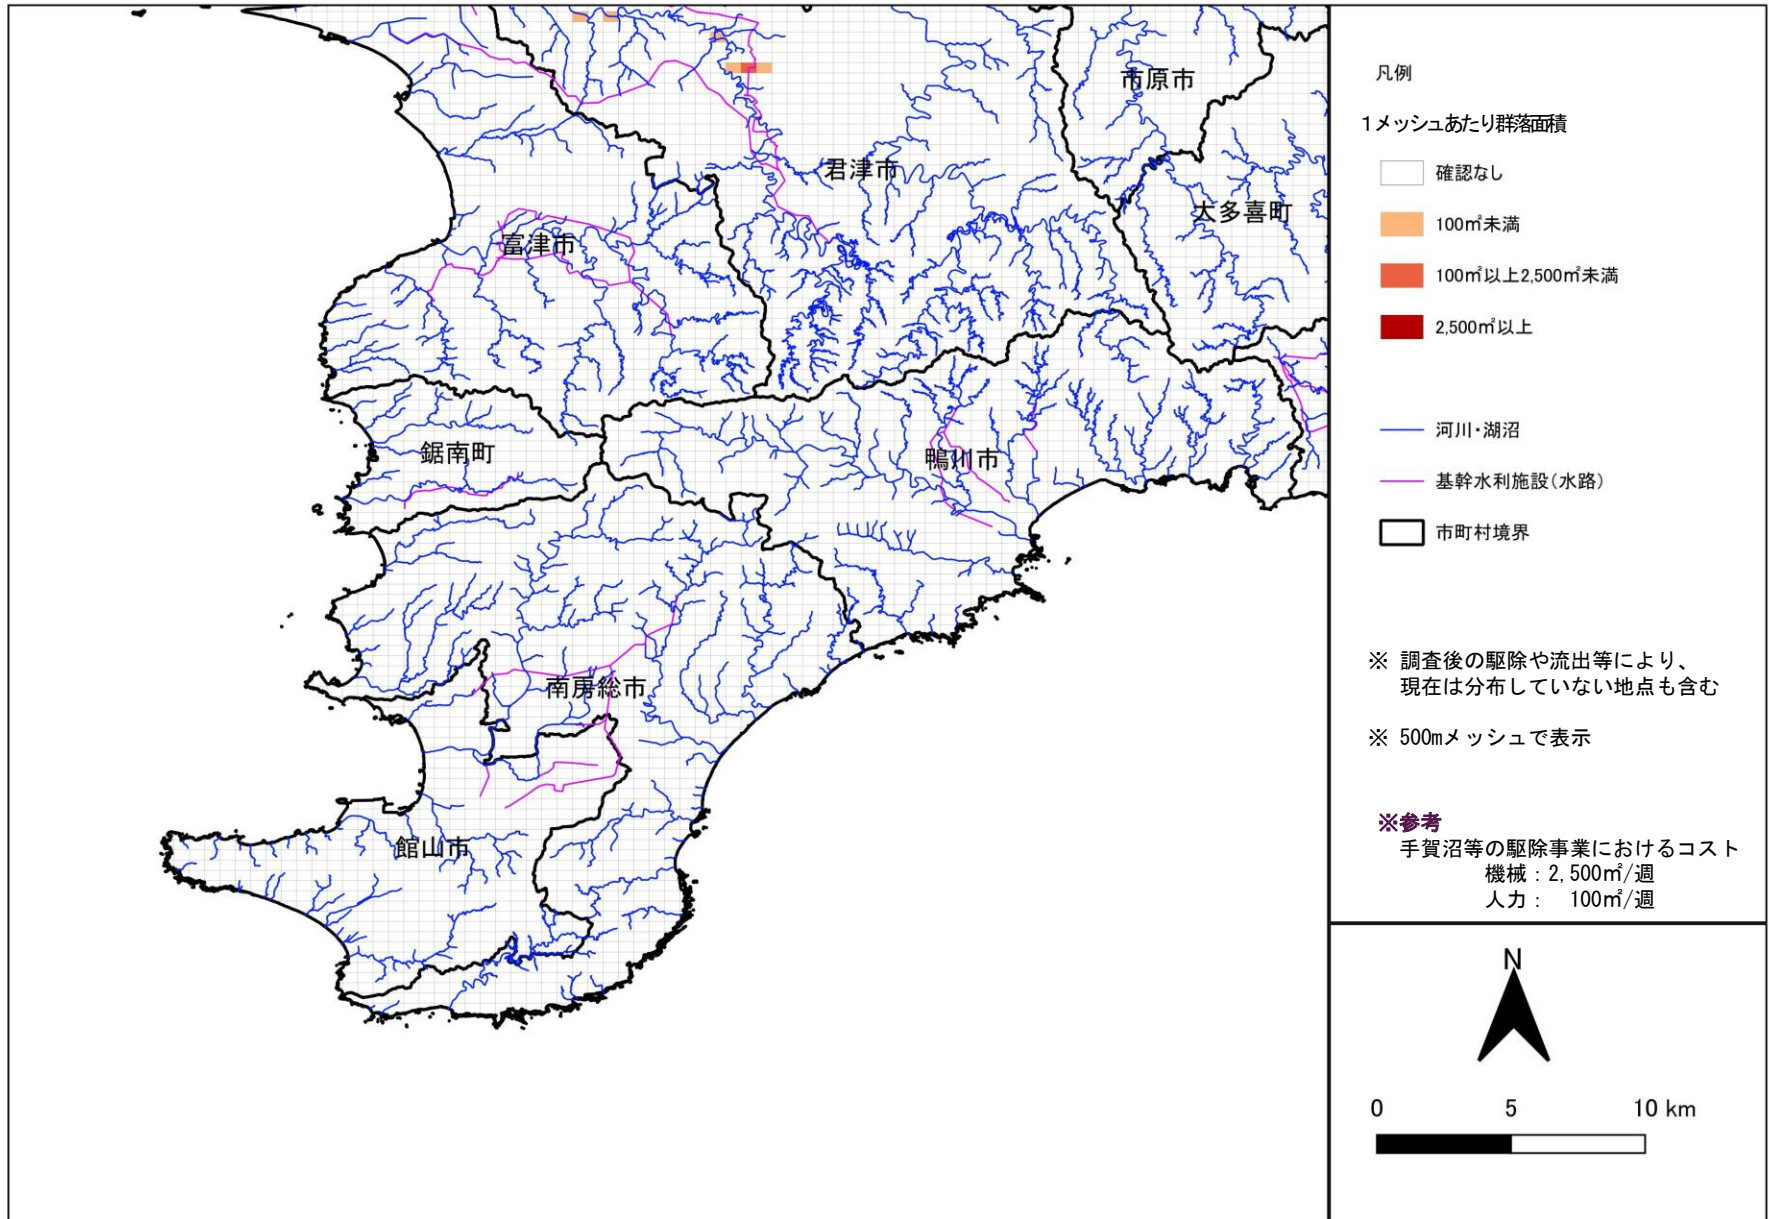 市原市
君津市
大多喜町
富津市
鋸南町
鴨川市
南房総市
館山市
凡例
1メッシュあたり群落面積
確認なし
100㎡未満
100㎡以上2,500㎡未満
2,500㎡以上
河川・湖沼
基幹水利施設(水路)
市町村境界
※ 調査後の駆除や流出等により、
現在は分布していない地点も含む
※ 500mメッシュで表示
※参考
手賀沼等の駆除事業におけるコスト
機械：2,500㎡/週
人力： 100㎡/週
N
0 5 10 km